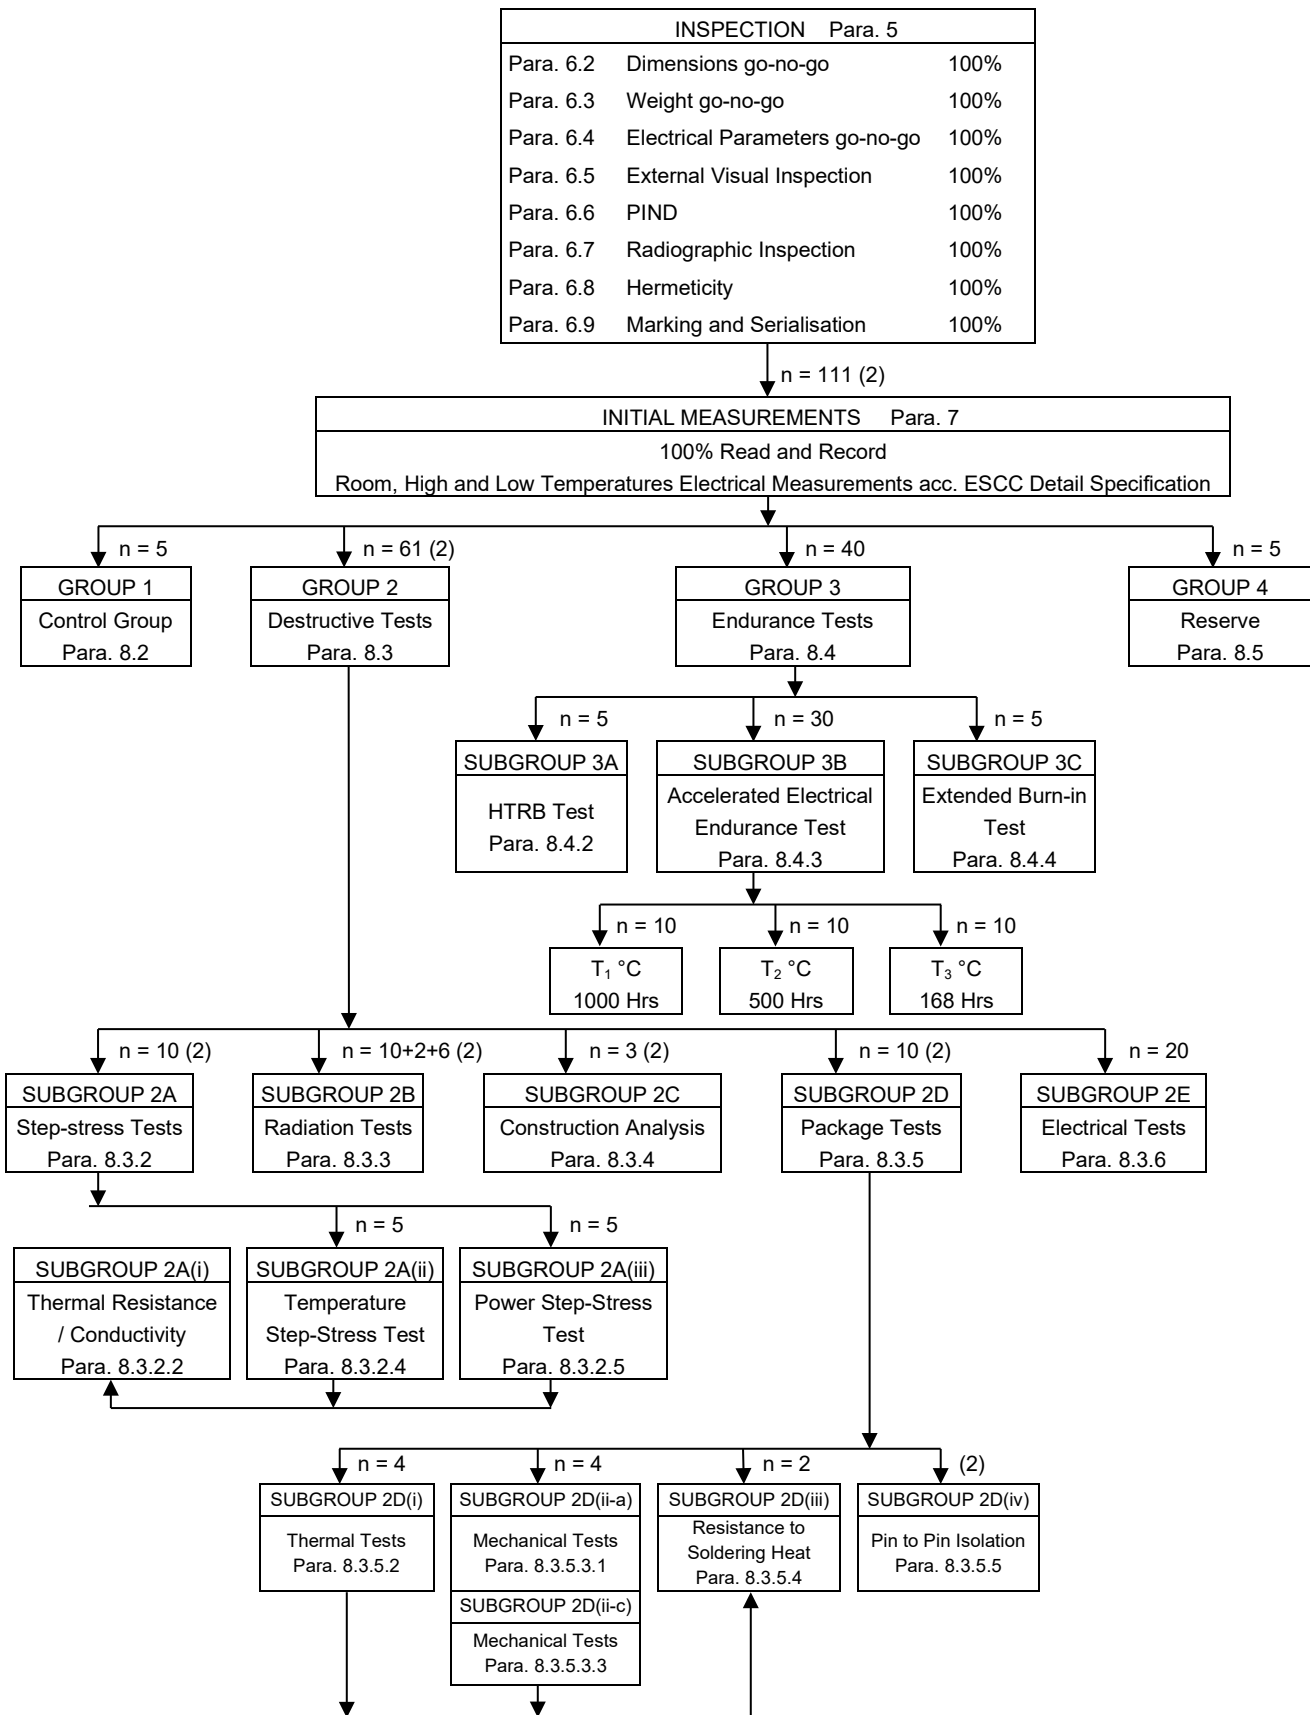 INSPECTION Para. 5
Para. 6.2 Dimensions go-no-go 100%
Para. 6.3 Weight go-no-go 100%
Para. 6.4 Electrical Parameters go-no-go 100%
Para. 6.5 External Visual Inspection 100%
Para. 6.6 PIND 100%
Para. 6.7 Radiographic Inspection 100%
Para. 6.8 Hermeticity 100%
Para. 6.9 Marking and Serialisation 100%
n = 111 (2)
INITIAL MEASUREMENTS Para. 7
100% Read and Record
Room, High and Low Temperatures Electrical Measurements acc. ESCC Detail Specification
n = 5
GROUP 1
Control Group
Para. 8.2
n = 61 (2)
GROUP 2
Destructive Tests
Para. 8.3
n = 40
GROUP 3
Endurance Tests
Para. 8.4
n = 5
GROUP 4
Reserve
Para. 8.5
n = 5
SUBGROUP 3A
HTRB Test
Para. 8.4.2
n = 30
SUBGROUP 3B
Accelerated Electrical
Endurance Test
Para. 8.4.3
n = 5
SUBGROUP 3C
Extended Burn-in
Test
Para. 8.4.4
n = 10
T₁ °C
1000 Hrs
n = 10
T₂ °C
500 Hrs
n = 10
T₃ °C
168 Hrs
n = 10 (2)
SUBGROUP 2A
Step-stress Tests
Para. 8.3.2
n = 10+2+6 (2)
SUBGROUP 2B
Radiation Tests
Para. 8.3.3
n = 3 (2)
SUBGROUP 2C
Construction Analysis
Para. 8.3.4
n = 10 (2)
SUBGROUP 2D
Package Tests
Para. 8.3.5
n = 20
SUBGROUP 2E
Electrical Tests
Para. 8.3.6
SUBGROUP 2A(i)
Thermal Resistance
/ Conductivity
Para. 8.3.2.2
n = 5
SUBGROUP 2A(ii)
Temperature
Step-Stress Test
Para. 8.3.2.4
n = 5
SUBGROUP 2A(iii)
Power Step-Stress
Test
Para. 8.3.2.5
n = 4
SUBGROUP 2D(i)
Thermal Tests
Para. 8.3.5.2
n = 4
SUBGROUP 2D(ii-a)
Mechanical Tests
Para. 8.3.5.3.1
SUBGROUP 2D(ii-c)
Mechanical Tests
Para. 8.3.5.3.3
n = 2
SUBGROUP 2D(iii)
Resistance to
Soldering Heat
Para. 8.3.5.4
(2)
SUBGROUP 2D(iv)
Pin to Pin Isolation
Para. 8.3.5.5